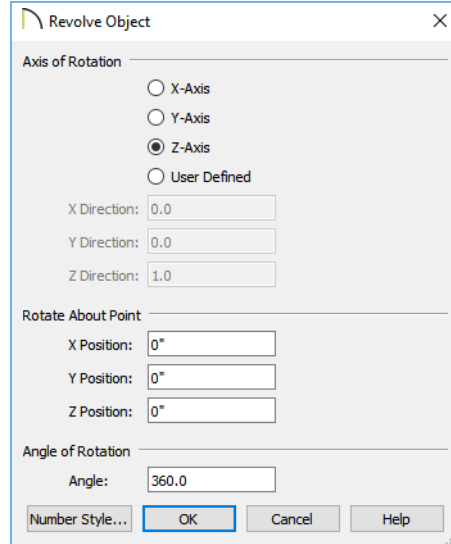 Revolve Object
Axis of Rotation
X-Axis
Y-Axis
Z-Axis
User Defined
X Direction: 0.0
Y Direction: 0.0
Z Direction: 1.0
Rotate About Point
X Position: 0"
Y Position: 0"
Z Position: 0"
Angle of Rotation
Angle: 360.0
Number Style... OK Cancel Help